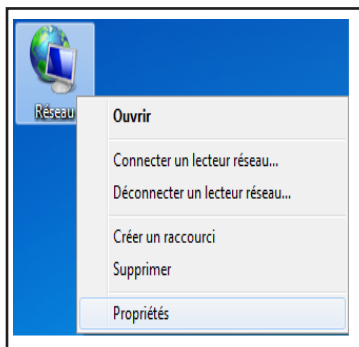 Réseau
Ouvrir
Connecter un lecteur réseau...
Déconnecter un lecteur réseau...
Créer un raccourci
Supprimer
Propriétés